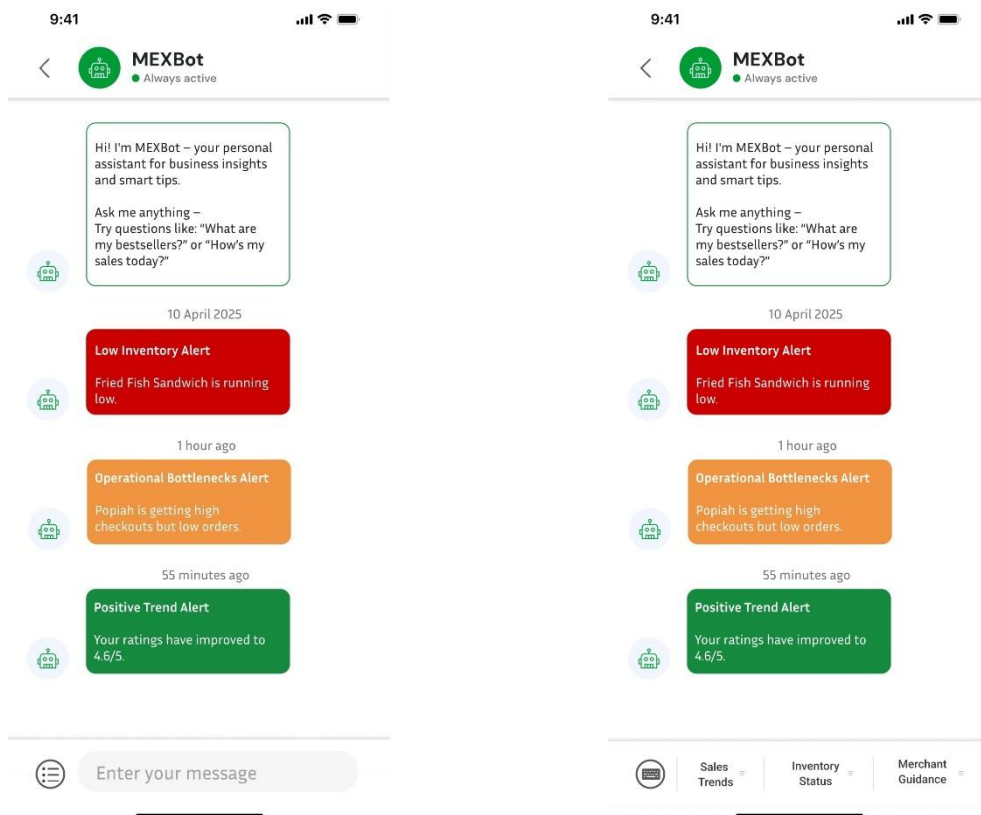 9:41
MEXBot
Always active
Hi! I'm MEXBot – your personal
assistant for business insights
and smart tips.
Ask me anything –
Try questions like: “What are
my bestsellers?” or “How’s my
sales today?”
10 April 2025
Low Inventory Alert
Fried Fish Sandwich is running
low.
1 hour ago
Operational Bottlenecks Alert
Popiah is getting high
checkouts but low orders.
55 minutes ago
Positive Trend Alert
Your ratings have improved to
4.6/5.
Enter your message
9:41
MEXBot
Always active
Hi! I'm MEXBot – your personal
assistant for business insights
and smart tips.
Ask me anything –
Try questions like: “What are
my bestsellers?” or “How’s my
sales today?”
10 April 2025
Low Inventory Alert
Fried Fish Sandwich is running
low.
1 hour ago
Operational Bottlenecks Alert
Popiah is getting high
checkouts but low orders.
55 minutes ago
Positive Trend Alert
Your ratings have improved to
4.6/5.
Sales
Trends
Inventory
Status
Merchant
Guidance